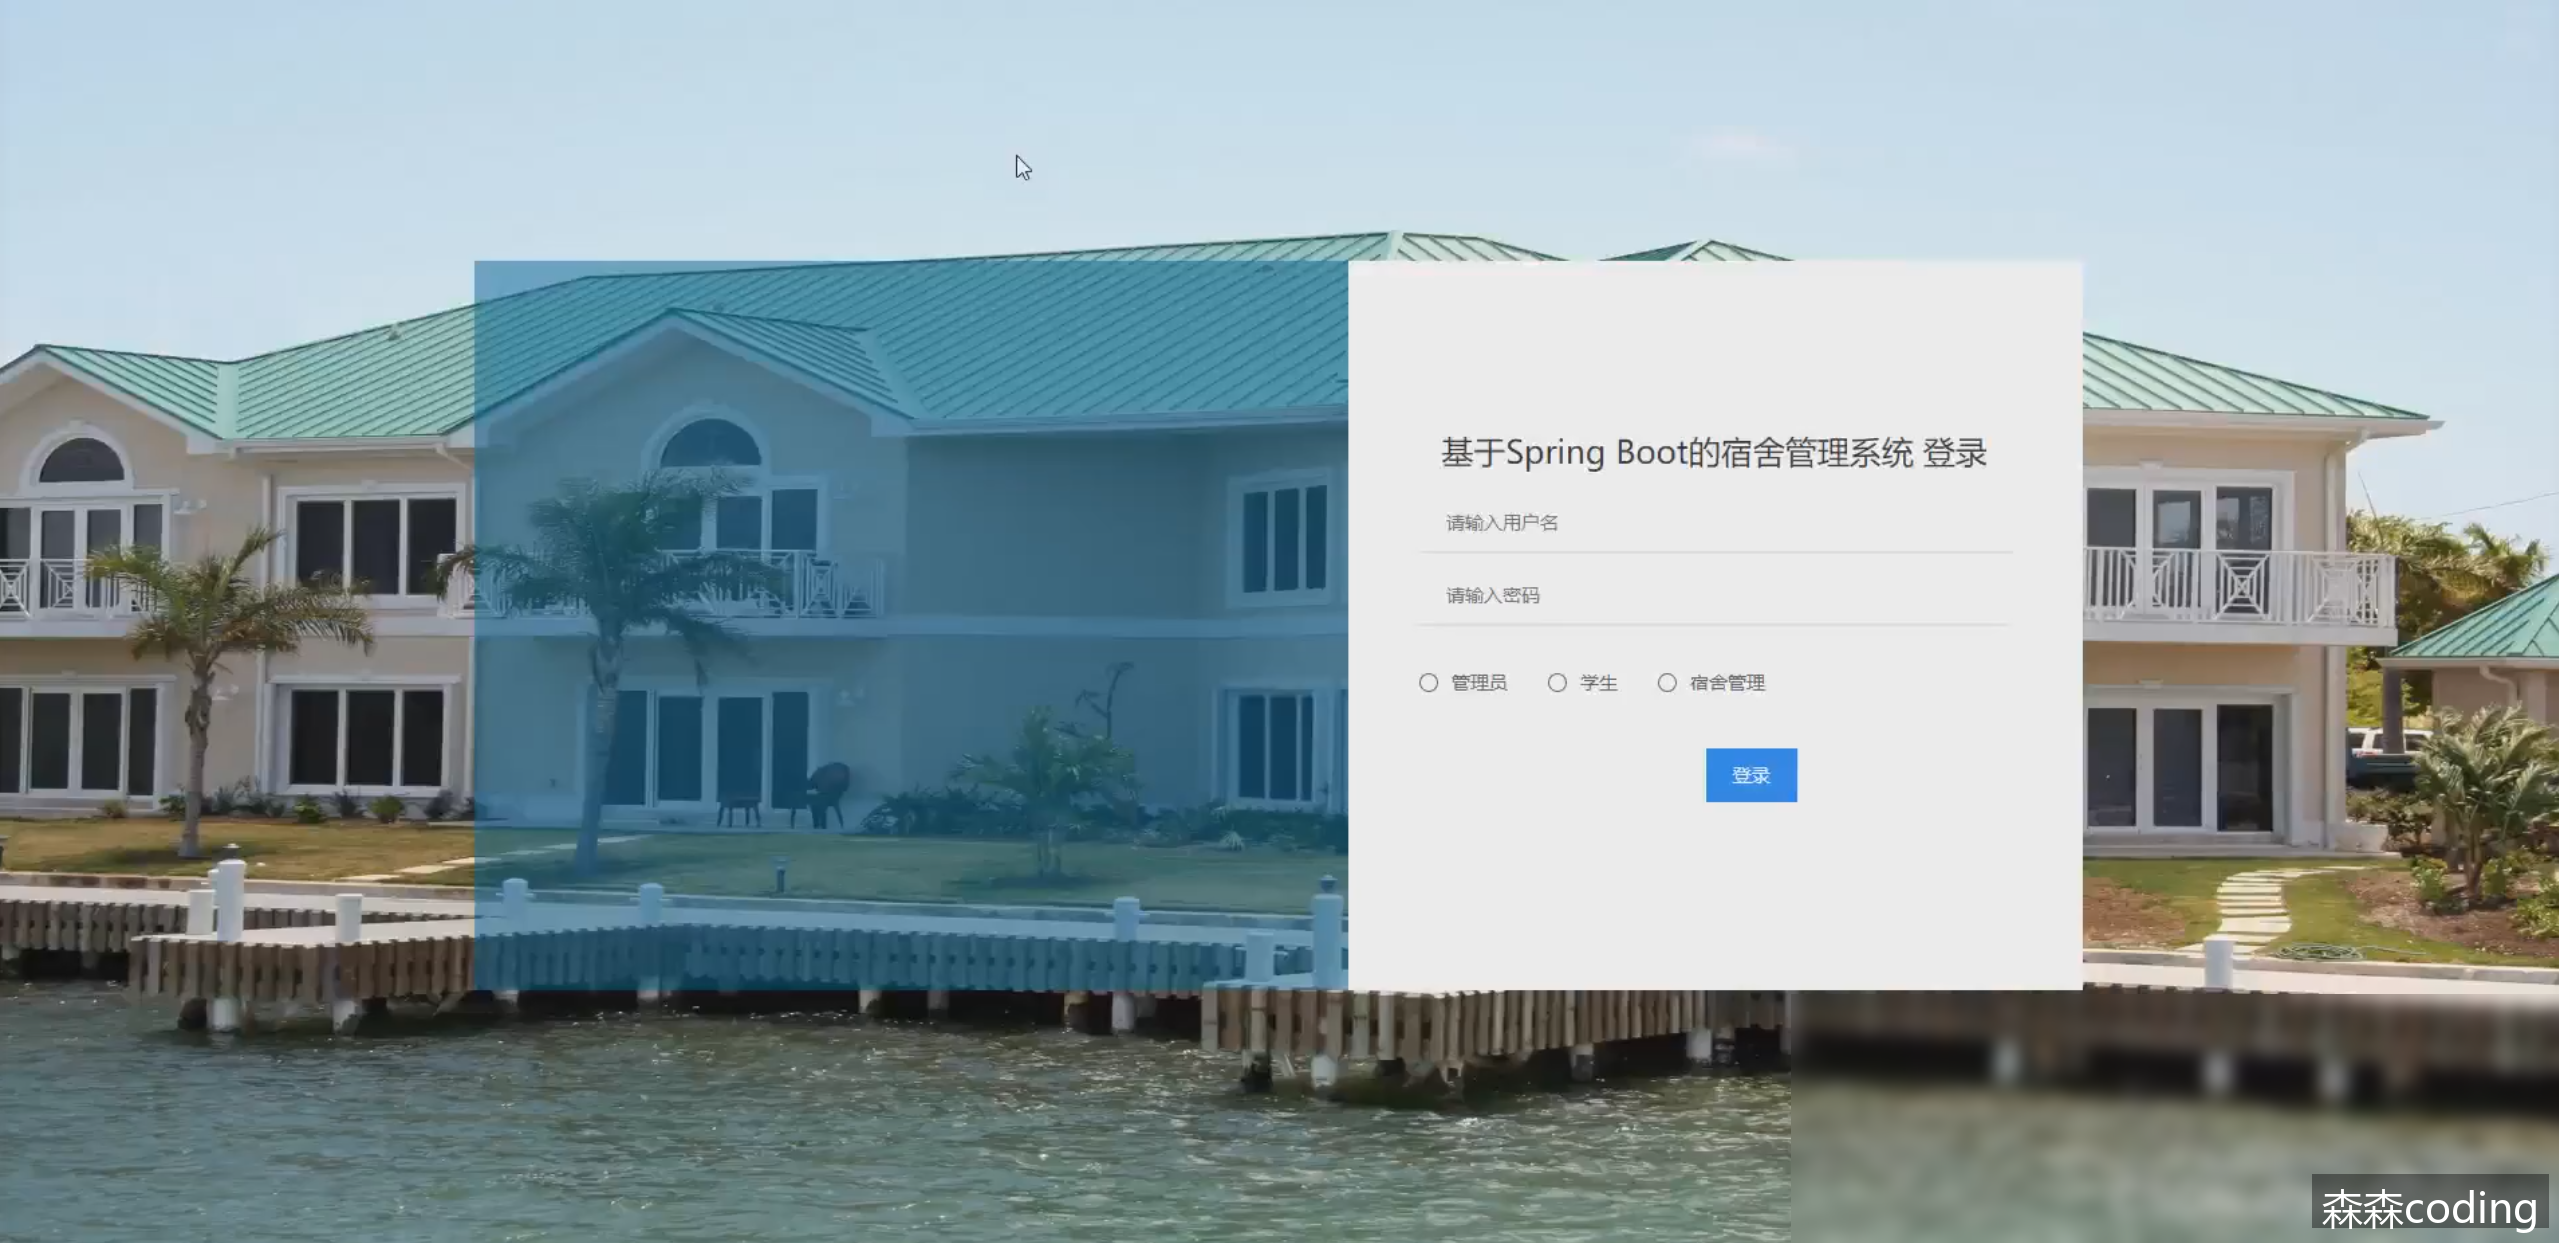 基于Spring Boot的宿舍管理系统 登录
请输入用户名
请输入密码
管理员 学生 宿舍管理
登录
森森coding